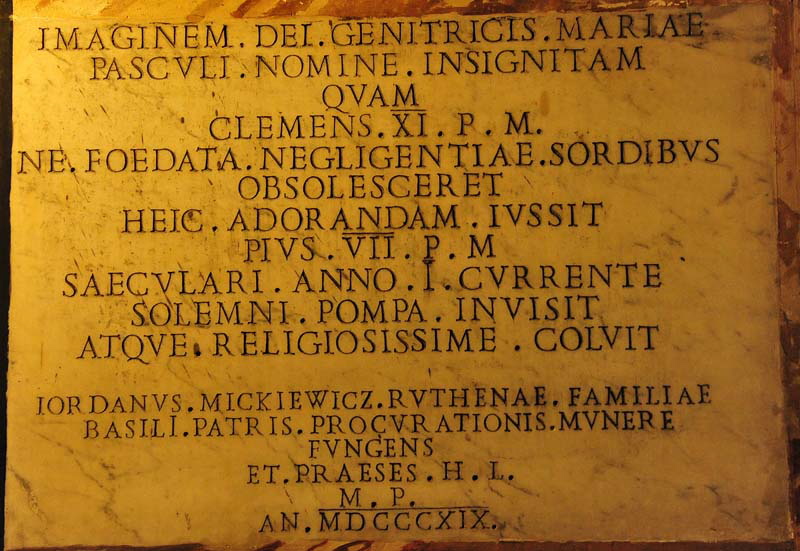 IMAGINEM . DEI . GENITRICIS . MARIAE
PASCVLI . NOMINE . INSIGNITAM
QVAM
CLEMENS . XI . P . M .
NE . FOEDATA . NEGLIGENTIAE . SORDIBVS
OBSOLESCERET
HEIC . ADORANDAM . IVSSIT
PIVS . VII . P . M
SAECVLARI . ANNO . I . CVRRENTE
SOLEMNI . POMPA . INVISIT
ATQVE . RELIGIOSISSIME . COLVIT
IORDANVS . MICKIEWICZ . RVTHENAE . FAMILIAE
BASILI . PATRIS . PROCVRATIONIS . MVNERE
FVNGENS
ET . PRAESES . H . L .
M . P .
AN . MDCCCXIX .